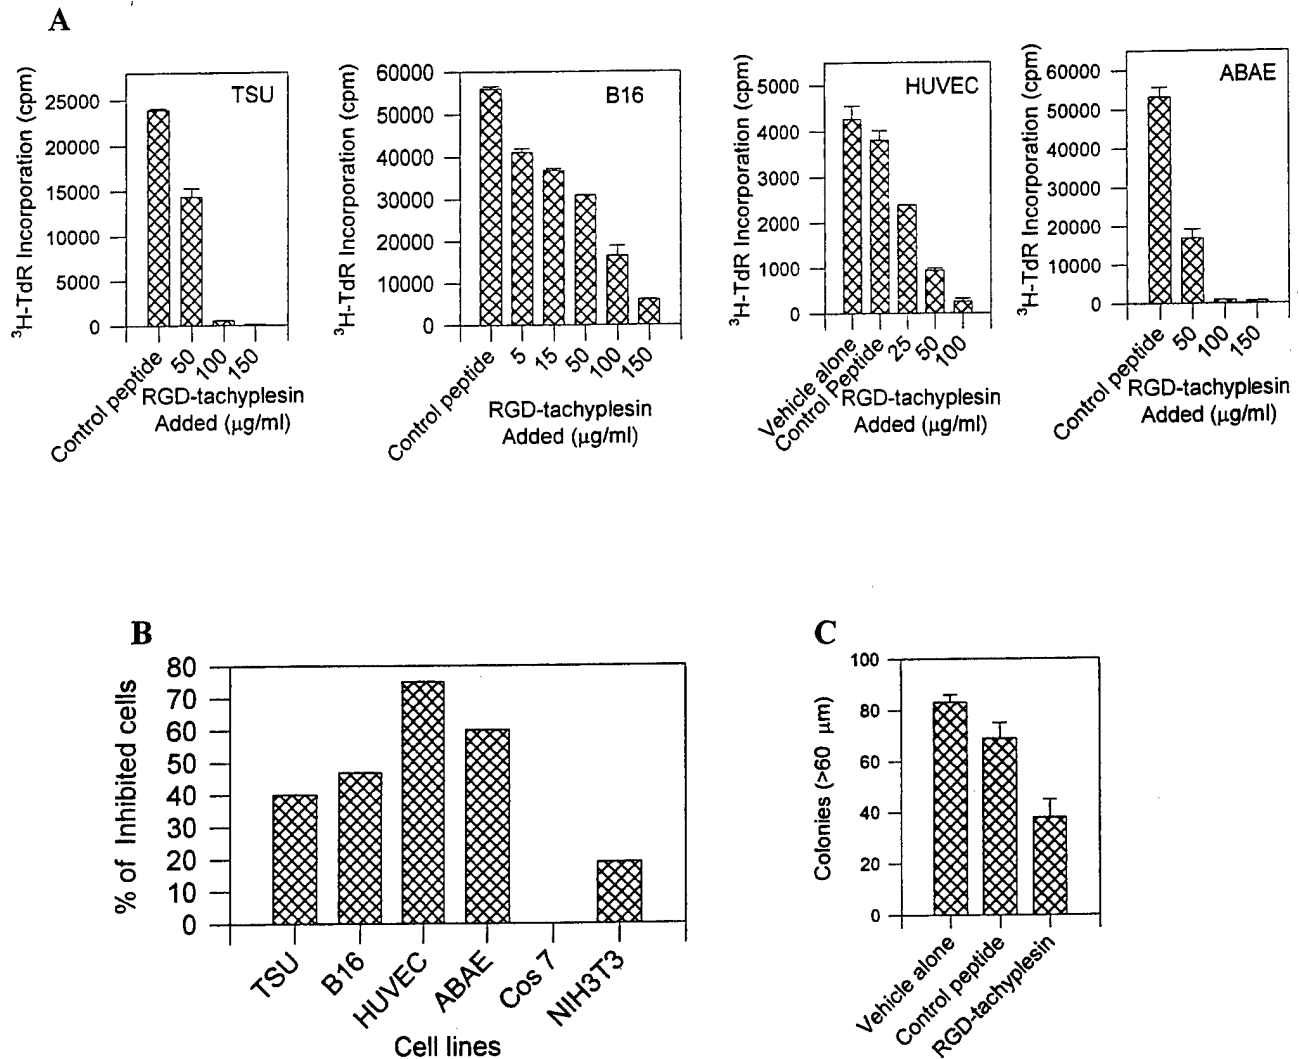 A
TSU
³H-TdR Incorporation (cpm)
25000
20000
15000
10000
5000
0
Control peptide
50
100
150
RGD-tachyplesin
Added (μg/ml)
B16
³H-TdR Incorporation (cpm)
60000
50000
40000
30000
20000
10000
0
Control peptide
5
15
50
100
150
RGD-tachyplesin
Added (μg/ml)
HUVEC
³H-TdR Incorporation (cpm)
5000
4000
3000
2000
1000
0
Vehicle alone
Control Peptide
25
50
100
RGD-tachyplesin
Added (μg/ml)
ABAE
³H-TdR Incorporation (cpm)
60000
50000
40000
30000
20000
10000
0
Control peptide
50
100
150
RGD-tachyplesin
Added (μg/ml)
B
% of Inhibited cells
80
70
60
50
40
30
20
10
0
TSU
B16
HUVEC
ABAE
Cos 7
NIH3T3
Cell lines
C
Colonies (>60 μm)
100
80
60
40
20
0
Vehicle alone
Control peptide
RGD-tachyplesin